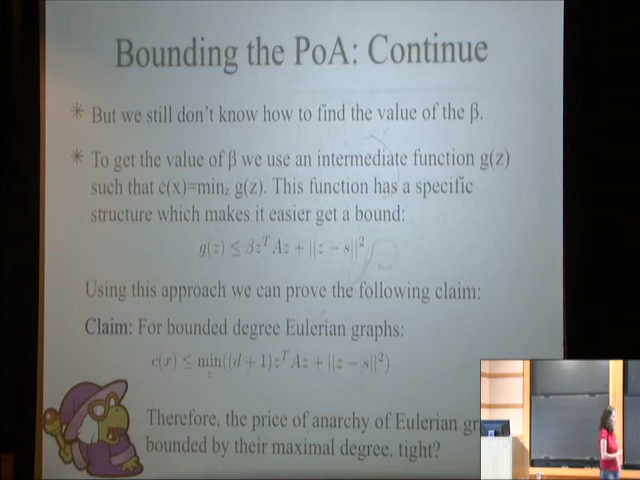 Bounding the PoA: Continue
* But we still don't know how to find the value of the β.
* To get the value of β we use an intermediate function g(z)
such that c(x)=min_z g(z). This function has a specific
structure which makes it easier get a bound:
g(z) ≤ βz^T Az + ||z − s||^2
Using this approach we can prove the following claim:
Claim: For bounded degree Eulerian graphs:
c(x) ≤ min_z((d + 1)z^T Az + ||z − s||^2)
Therefore, the price of anarchy of Eulerian gr
bounded by their maximal degree. tight?